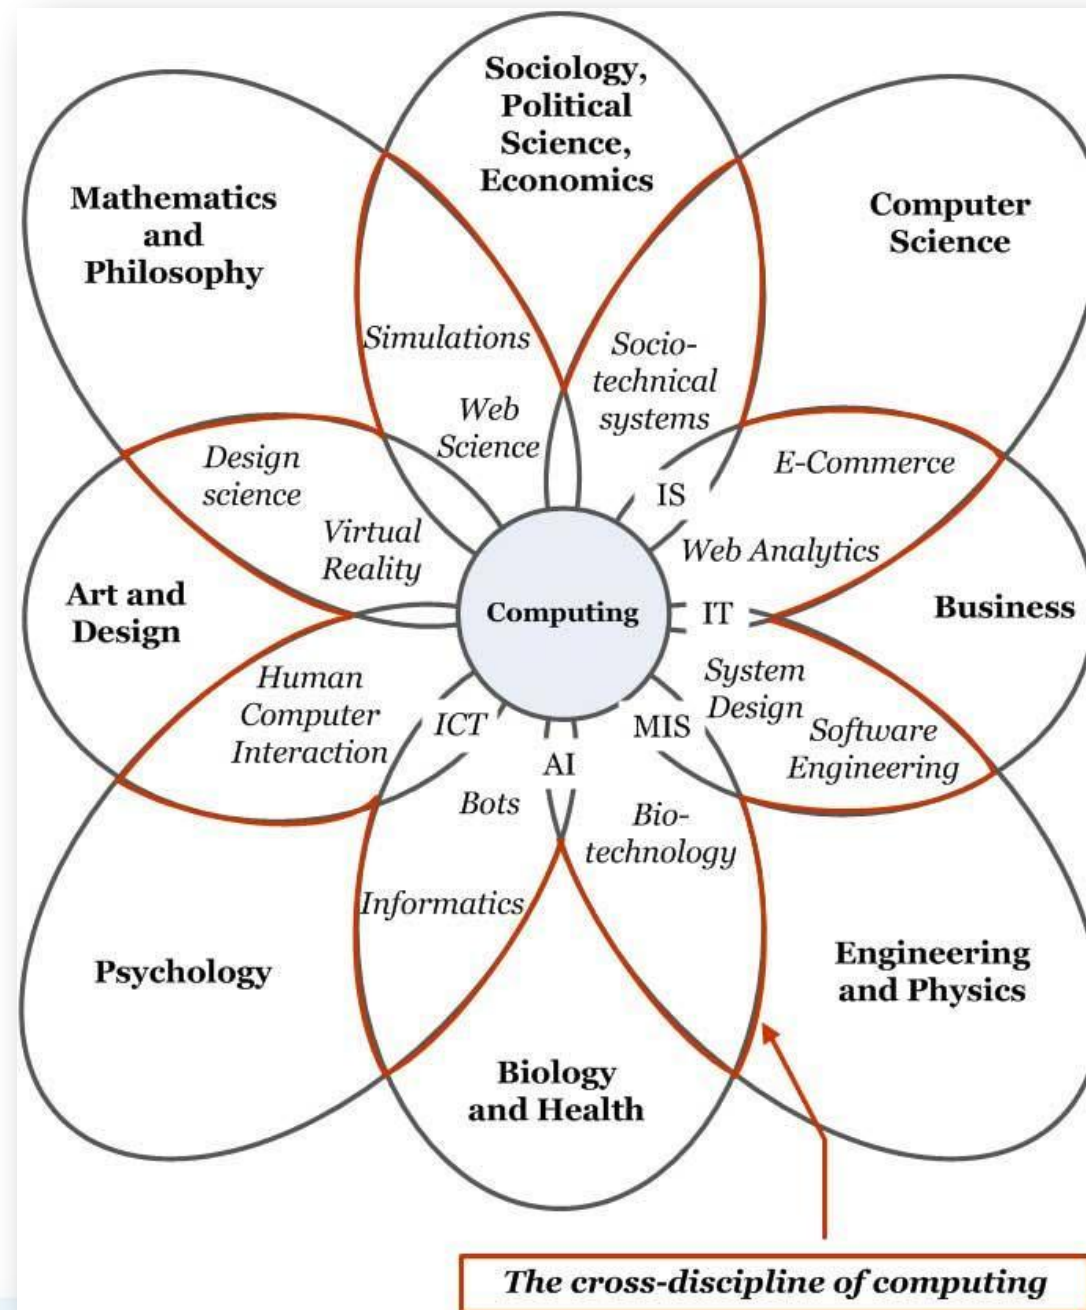 Sociology,
Political
Science,
Economics
Mathematics
and
Philosophy
Computer
Science
Simulations
Socio-
technical
systems
Web
Science
Design
science
E-Commerce
IS
Virtual
Reality
Web Analytics
Art and
Design
Computing
IT
Business
Human
Computer
Interaction
ICT
MIS
System
Design
Software
Engineering
AI
Bots
Bio-
technology
Informatics
Psychology
Engineering
and Physics
Biology
and Health
The cross-discipline of computing